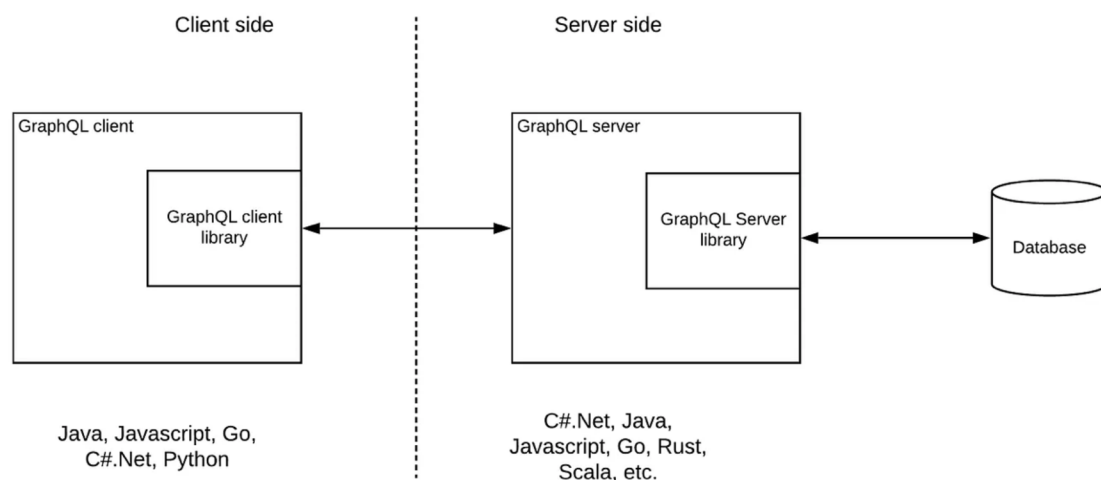 Client side
Server side
GraphQL client
GraphQL client
library
GraphQL server
GraphQL Server
library
Database
Java, Javascript, Go,
C#.Net, Python
C#.Net, Java,
Javascript, Go, Rust,
Scala, etc.